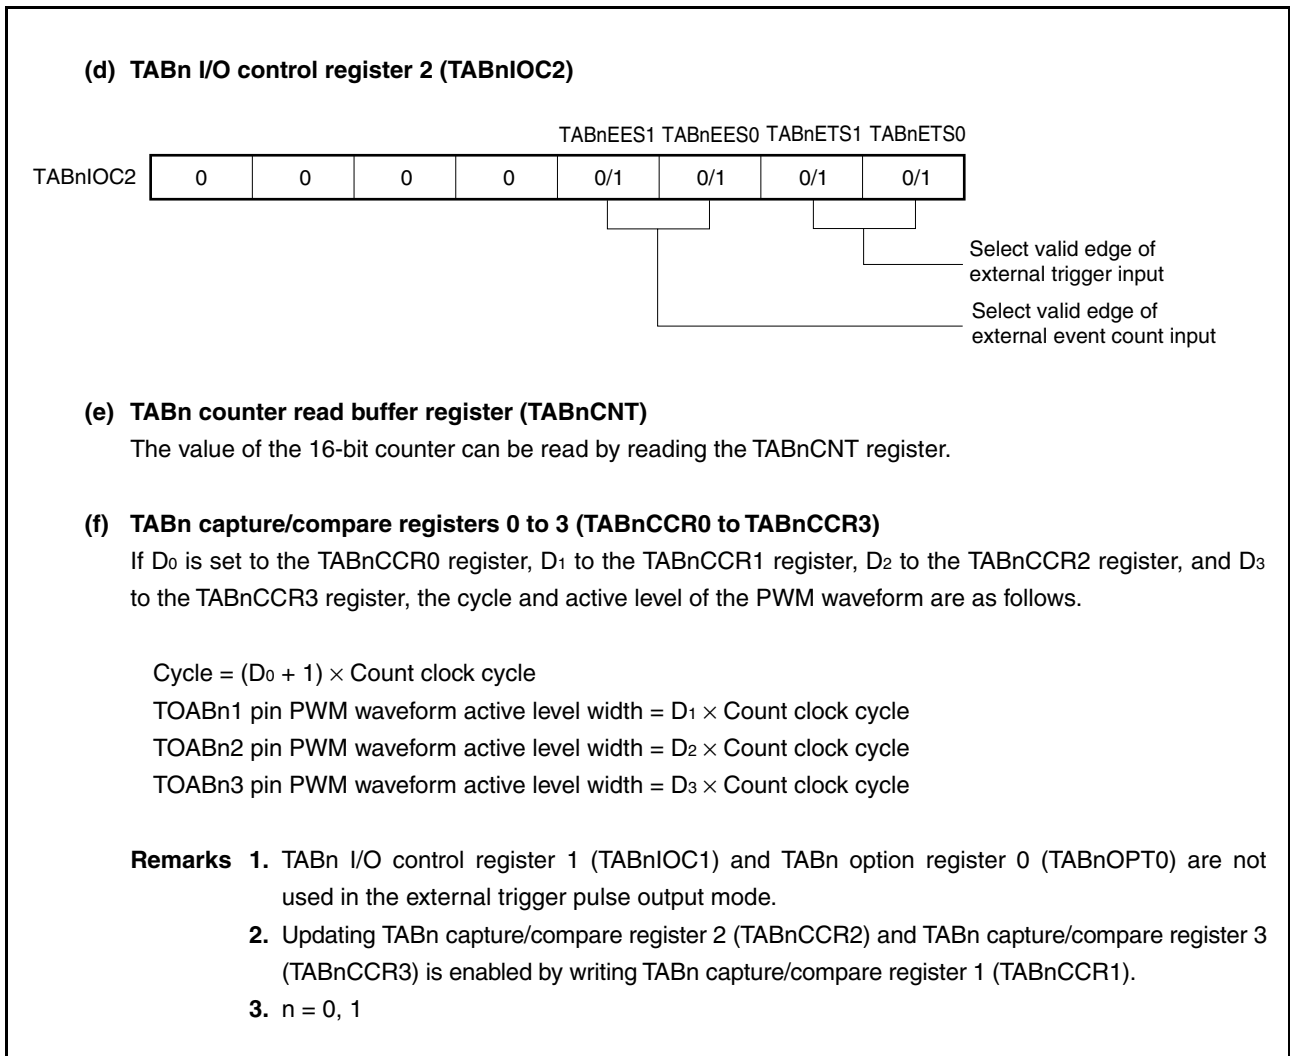 (d) TABn I/O control register 2 (TABnIOC2)
TABnEES1 TABnEES0 TABnETS1 TABnETS0
TABnIOC2 0 0 0 0 0/1 0/1 0/1 0/1
Select valid edge of
external trigger input
Select valid edge of
external event count input
(e) TABn counter read buffer register (TABnCNT)
The value of the 16-bit counter can be read by reading the TABnCNT register.
(f) TABn capture/compare registers 0 to 3 (TABnCCR0 to TABnCCR3)
If D0 is set to the TABnCCR0 register, D1 to the TABnCCR1 register, D2 to the TABnCCR2 register, and D3
to the TABnCCR3 register, the cycle and active level of the PWM waveform are as follows.
Cycle = (D0 + 1) × Count clock cycle
TOABn1 pin PWM waveform active level width = D1 × Count clock cycle
TOABn2 pin PWM waveform active level width = D2 × Count clock cycle
TOABn3 pin PWM waveform active level width = D3 × Count clock cycle
Remarks 1. TABn I/O control register 1 (TABnIOC1) and TABn option register 0 (TABnOPT0) are not
used in the external trigger pulse output mode.
2. Updating TABn capture/compare register 2 (TABnCCR2) and TABn capture/compare register 3
(TABnCCR3) is enabled by writing TABn capture/compare register 1 (TABnCCR1).
3. n = 0, 1